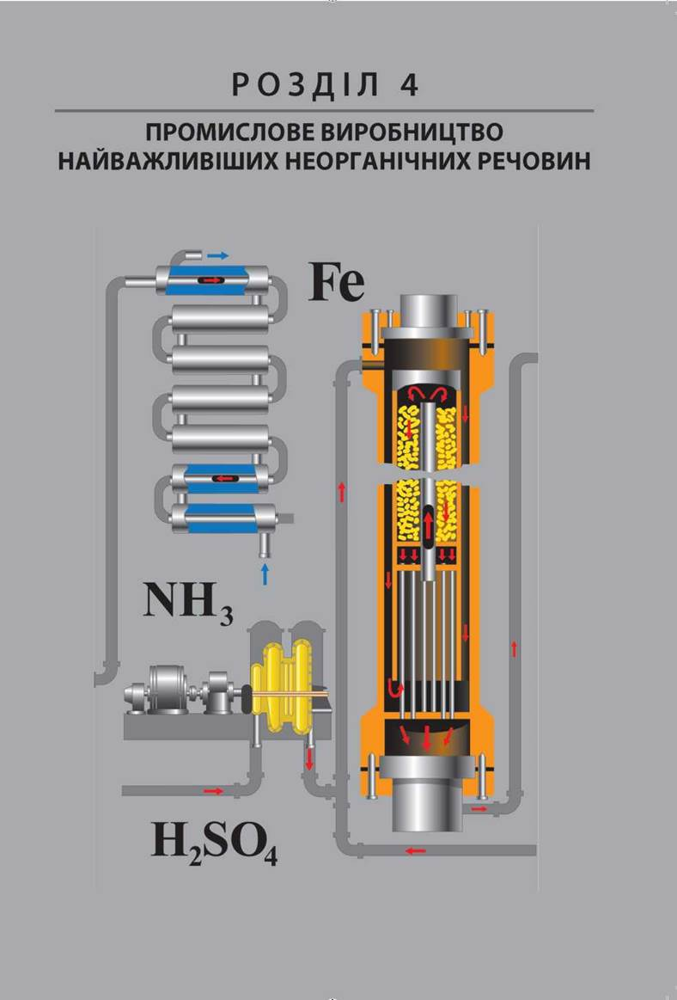 РОЗДІЛ 4
ПРОМИСЛОВЕ ВИРОБНИЦТВО
НАЙВАЖЛИВІШИХ НЕОРГАНІЧНИХ РЕЧОВИН
Fe
NH₃
H₂SO₄